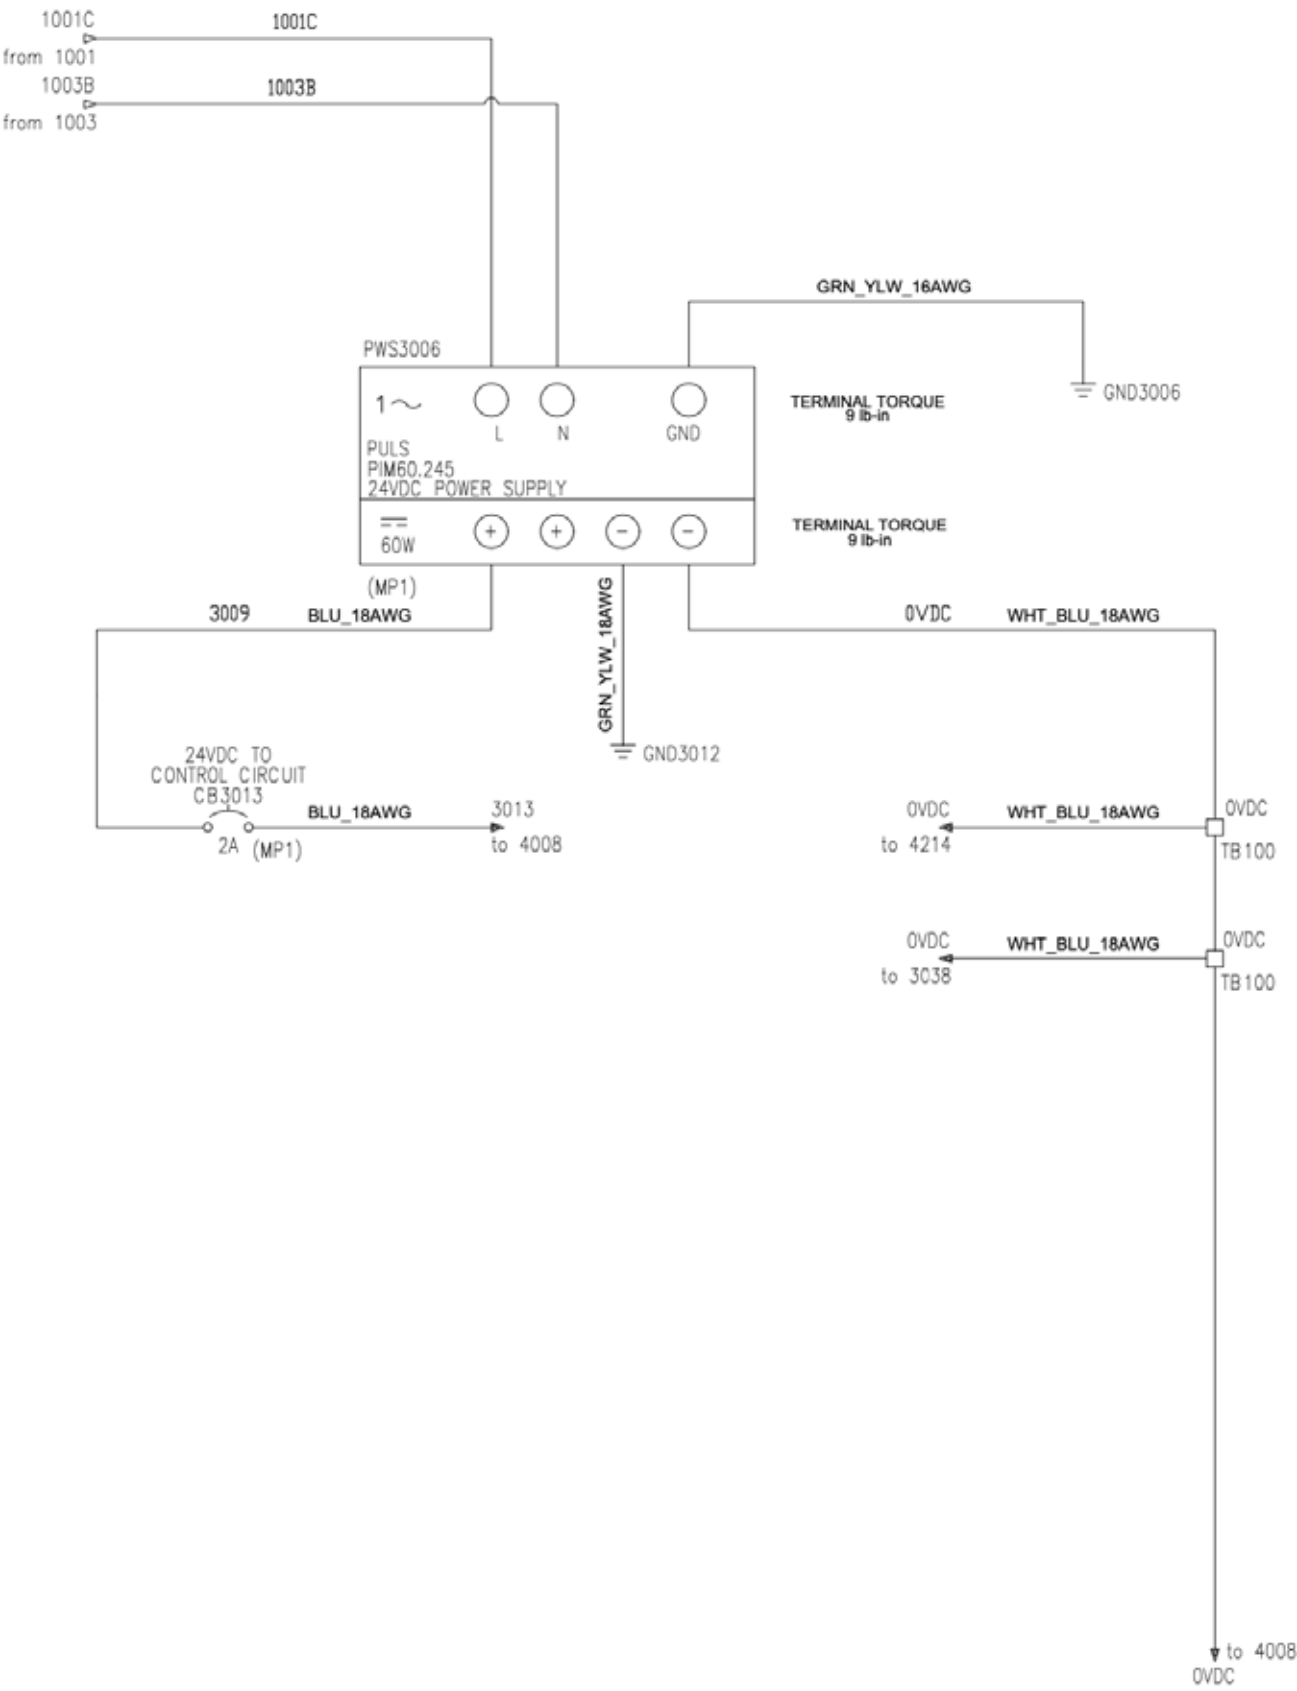 1001C
1001C
from 1001
1003B
1003B
from 1003
GRN_YLW_16AWG
PWS3006
GND3006
1
TERMINAL TORQUE
9 lb-in
L
N
GND
PULS
PIM60.245
24VDC POWER SUPPLY
+
+
-
-
60W
TERMINAL TORQUE
9 lb-in
(MP1)
3009
BLU_18AWG
GRN_YLW_18AWG
0VDC
WHT_BLU_18AWG
GND3012
24VDC TO
CONTROL CIRCUIT
CB3013
2A
(MP1)
BLU_18AWG
3013
to 4008
0VDC
to 4214
WHT_BLU_18AWG
0VDC
TB100
0VDC
to 3038
WHT_BLU_18AWG
0VDC
TB100
to 4008
0VDC